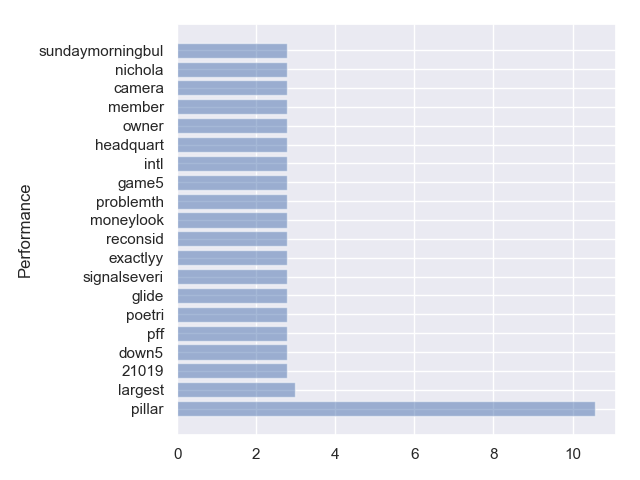 sundaymorningbul
nichola
camera
member
owner
headquart
intl
game5
problemth
moneylook
reconsid
exactlyy
signalseveri
glide
poetri
pff
down5
21019
largest
pillar
Performance
0 2 4 6 8 10